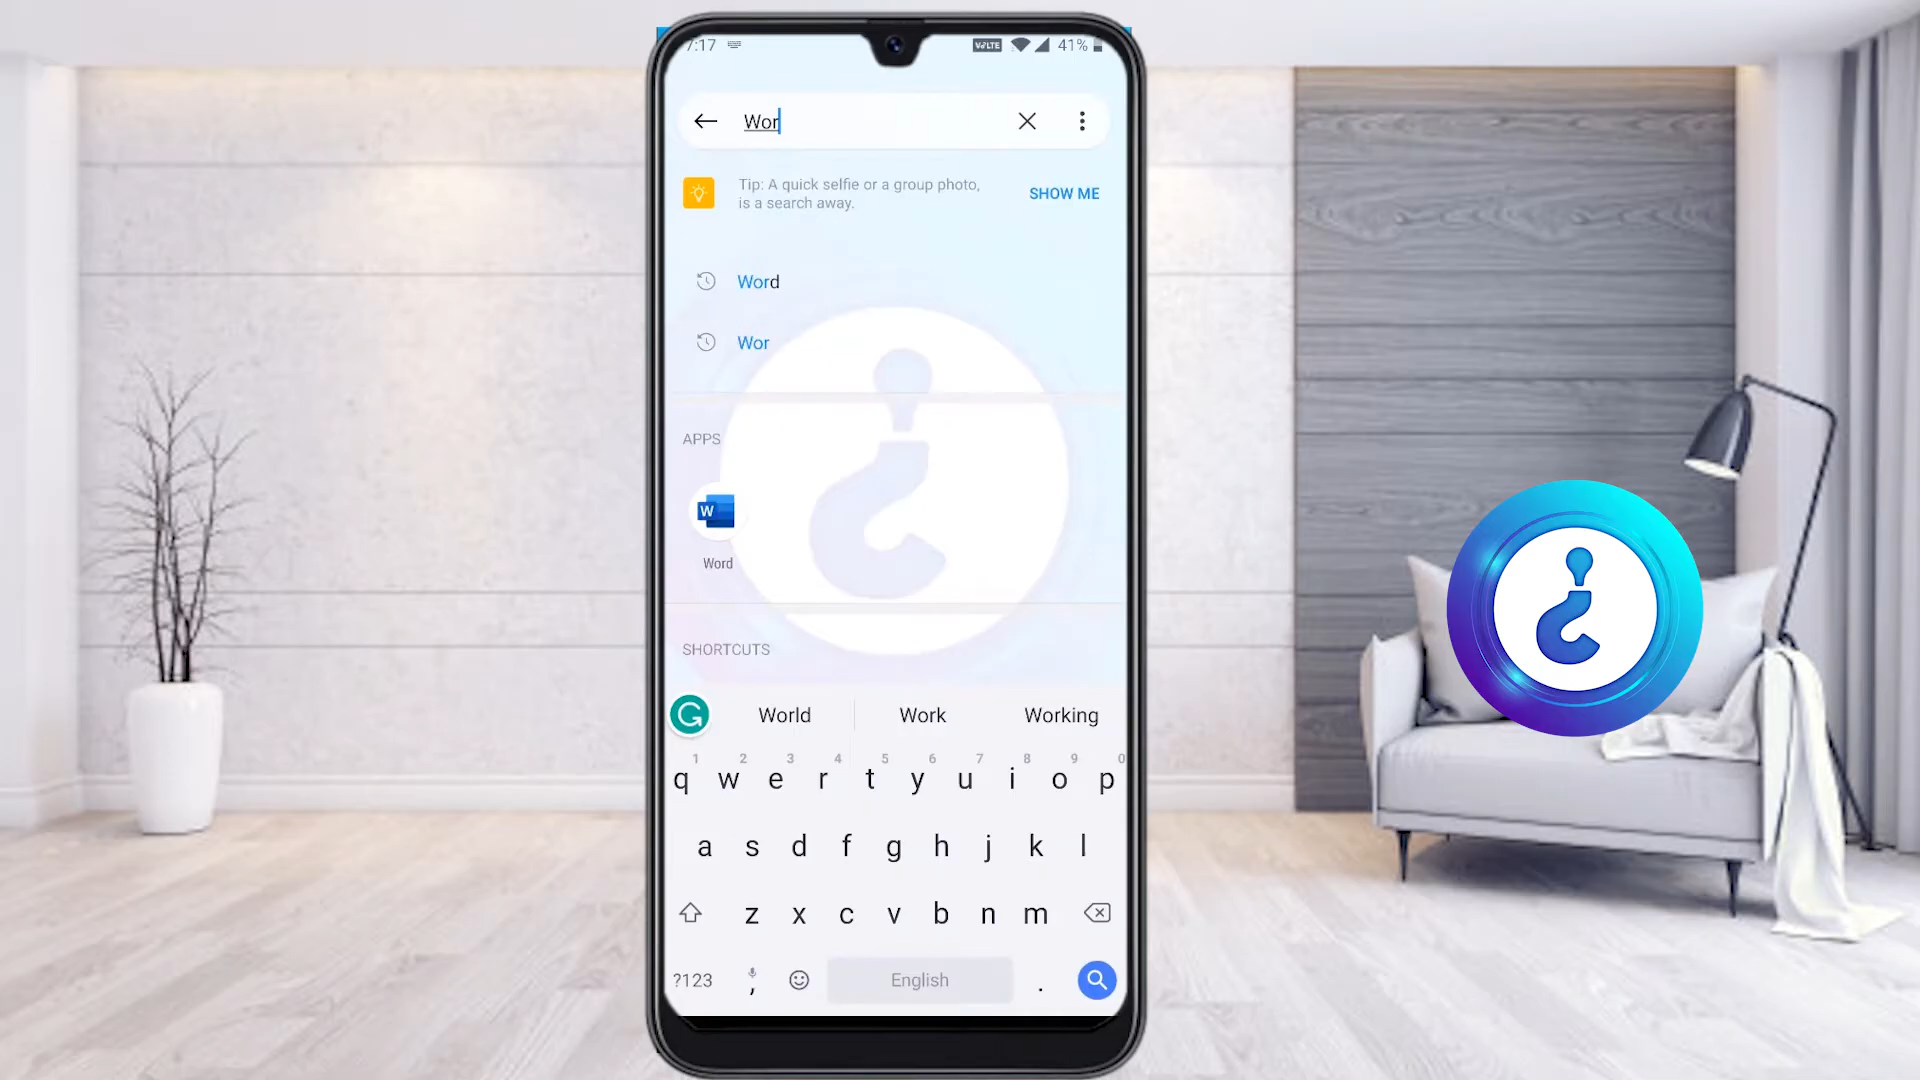 7:17
VoLTE
41%
Wor
Tip: A quick selfie or a group photo,
is a search away.
SHOW ME
Word
Wor
APPS
W
Word
SHORTCUTS
G
World Work Working
1 2 3 4 5 6 7 8 9 0
q w e r t y u i o p
a s d f g h j k l
z x c v b n m
?123 , English .